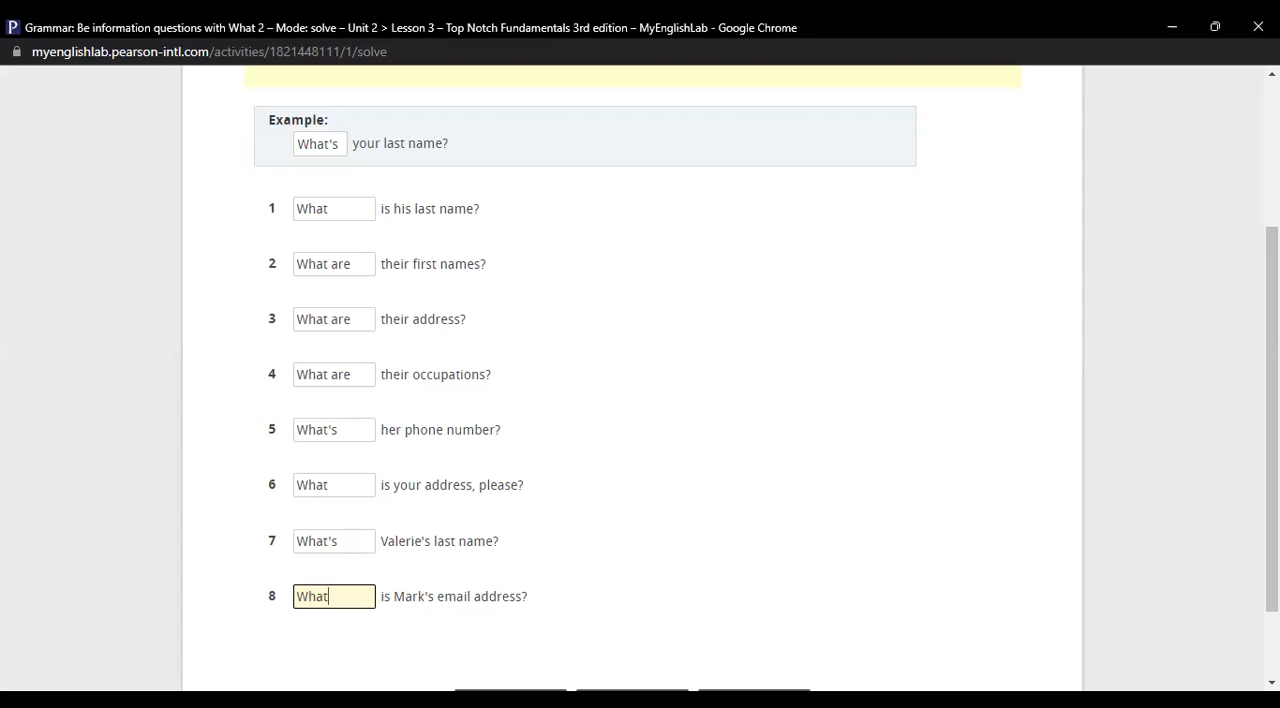 Grammar: Be information questions with What 2 – Mode: solve – Unit 2 > Lesson 3 – Top Notch Fundamentals 3rd edition – MyEnglishLab - Google Chrome
myenglishlab.pearson-intl.com/activities/1821448111/1/solve
Example:
What's your last name?
1 What is his last name?
2 What are their first names?
3 What are their address?
4 What are their occupations?
5 What's her phone number?
6 What is your address, please?
7 What's Valerie's last name?
8 What is Mark's email address?